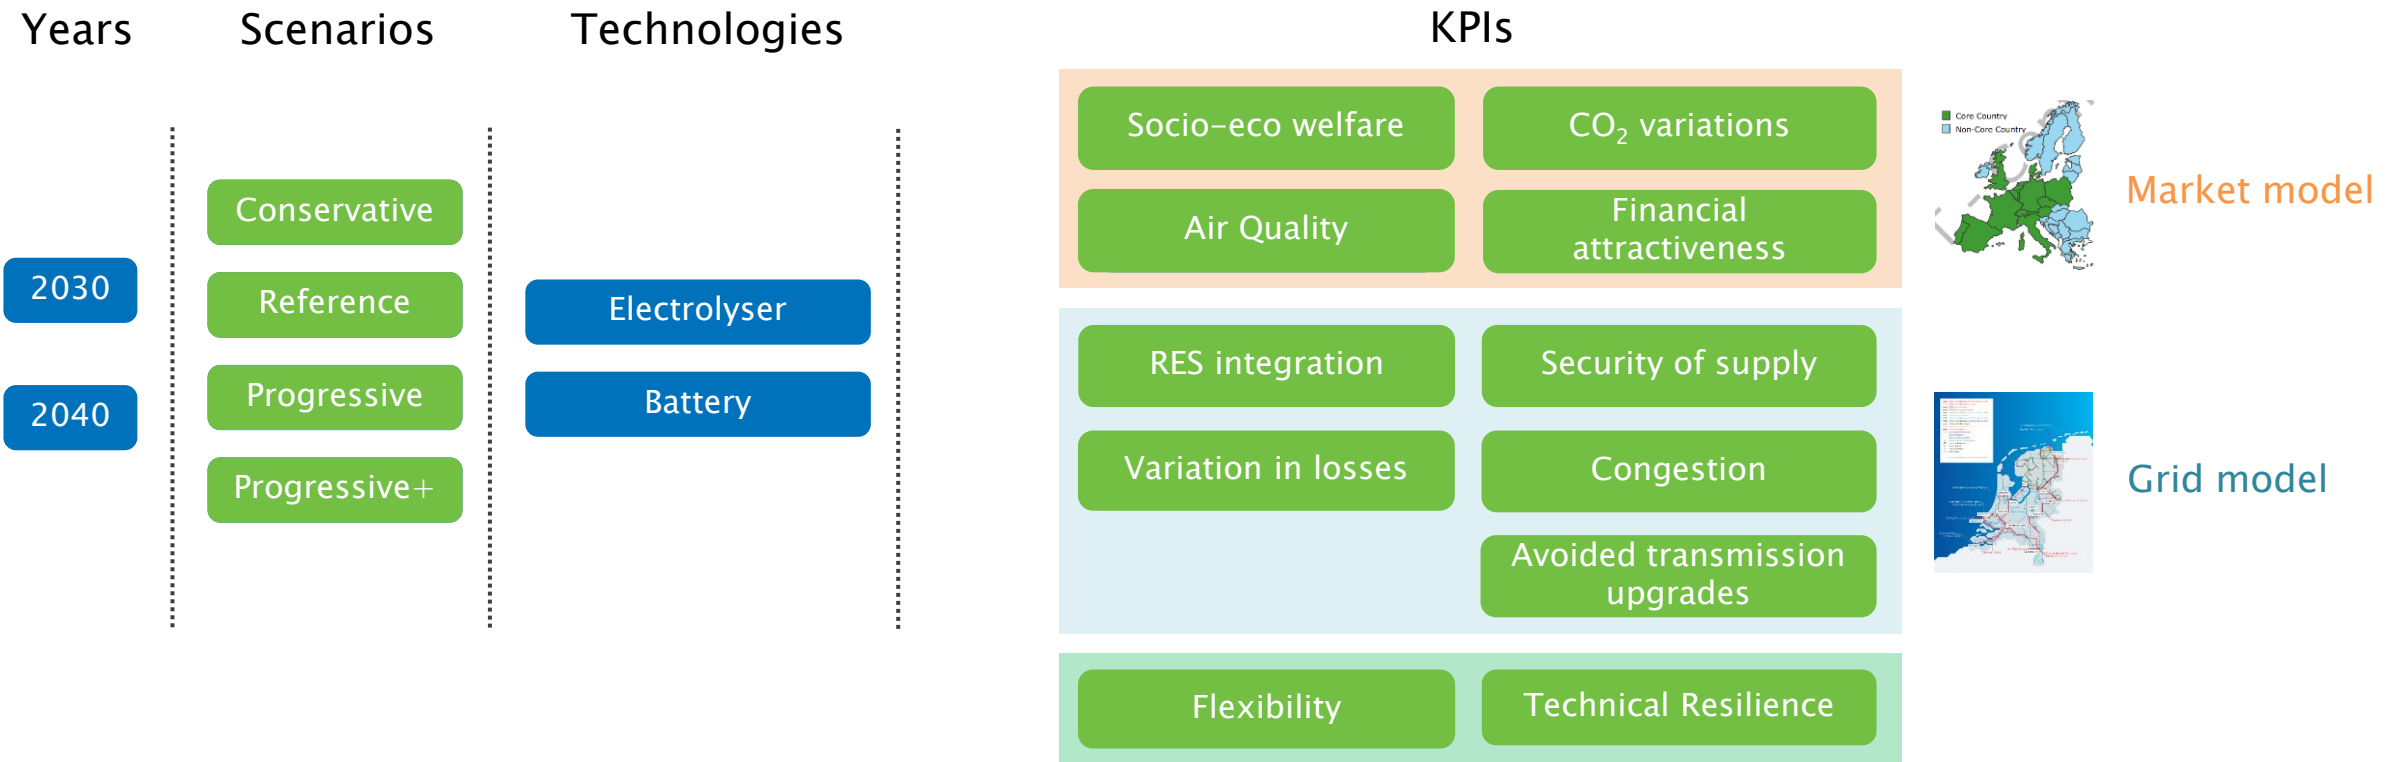 Years
Scenarios
Technologies
KPIs
2030
2040
Conservative
Reference
Progressive
Progressive+
Electrolyser
Battery
Socio-eco welfare
CO₂ variations
Air Quality
Financial
attractiveness
Core Country
Non-Core Country
Market model
RES integration
Security of supply
Variation in losses
Congestion
Avoided transmission
upgrades
Grid model
Flexibility
Technical Resilience